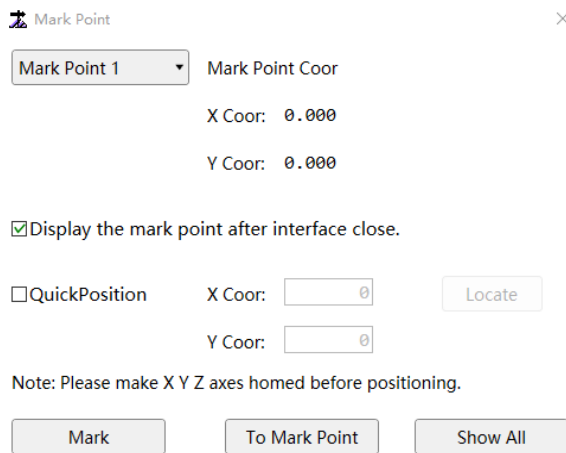 Mark Point
Mark Point 1 Mark Point Coor
X Coor: 0.000
Y Coor: 0.000
Display the mark point after interface close.
QuickPosition X Coor: 0 Locate
Y Coor: 0
Note: Please make X Y Z axes homed before positioning.
Mark To Mark Point Show All